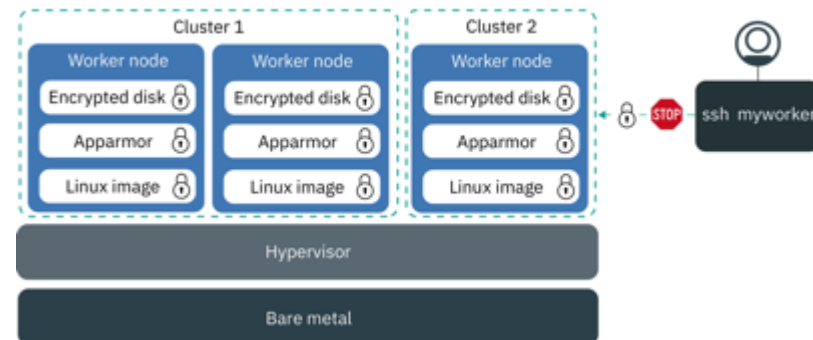 Cluster 1
Cluster 2
Worker node
Worker node
Worker node
Encrypted disk
Encrypted disk
Encrypted disk
STOP
ssh myworker
Apparmor
Apparmor
Apparmor
Linux image
Linux image
Linux image
Hypervisor
Bare metal